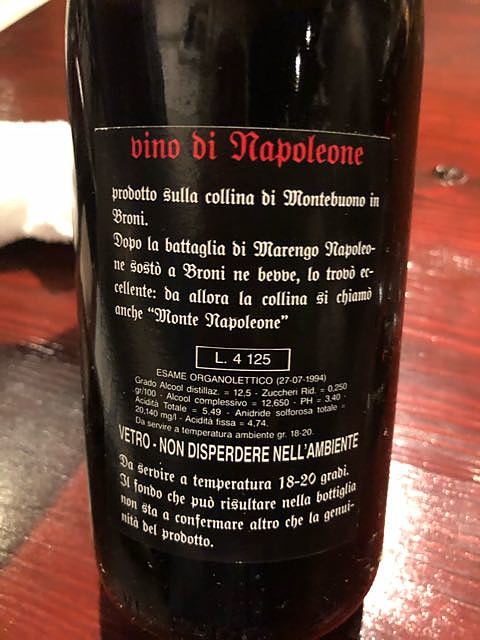 vino di Napoleone
prodotto sulla collina di Montebuono in
Broni.
Dopo la battaglia di Marengo Napoleo-
ne sostò a Broni ne bevve, lo trovò ec-
cellente: da allora la collina si chiamò
anche "Monte Napoleone"
L. 4 125
ESAME ORGANOLETTICO (27-07-1994)
Grado Alcool distillaz. = 12,5 - Zuccheri Rid. = 0,250
gr/100 - Alcool complessivo = 12.650 - PH = 3,40 -
Acidità Totale = 5.49 - Anidride solforosa totale =
20,140 mg/l - Acidità fissa = 4,74.
Da servire a temperatura ambiente gr. 18-20.
VETRO - NON DISPERDERE NELL'AMBIENTE
Da servire a temperatura 18-20 gradi.
Il fondo che può risultare nella bottiglia
non sta a confermare altro che la genui-
nità del prodotto.